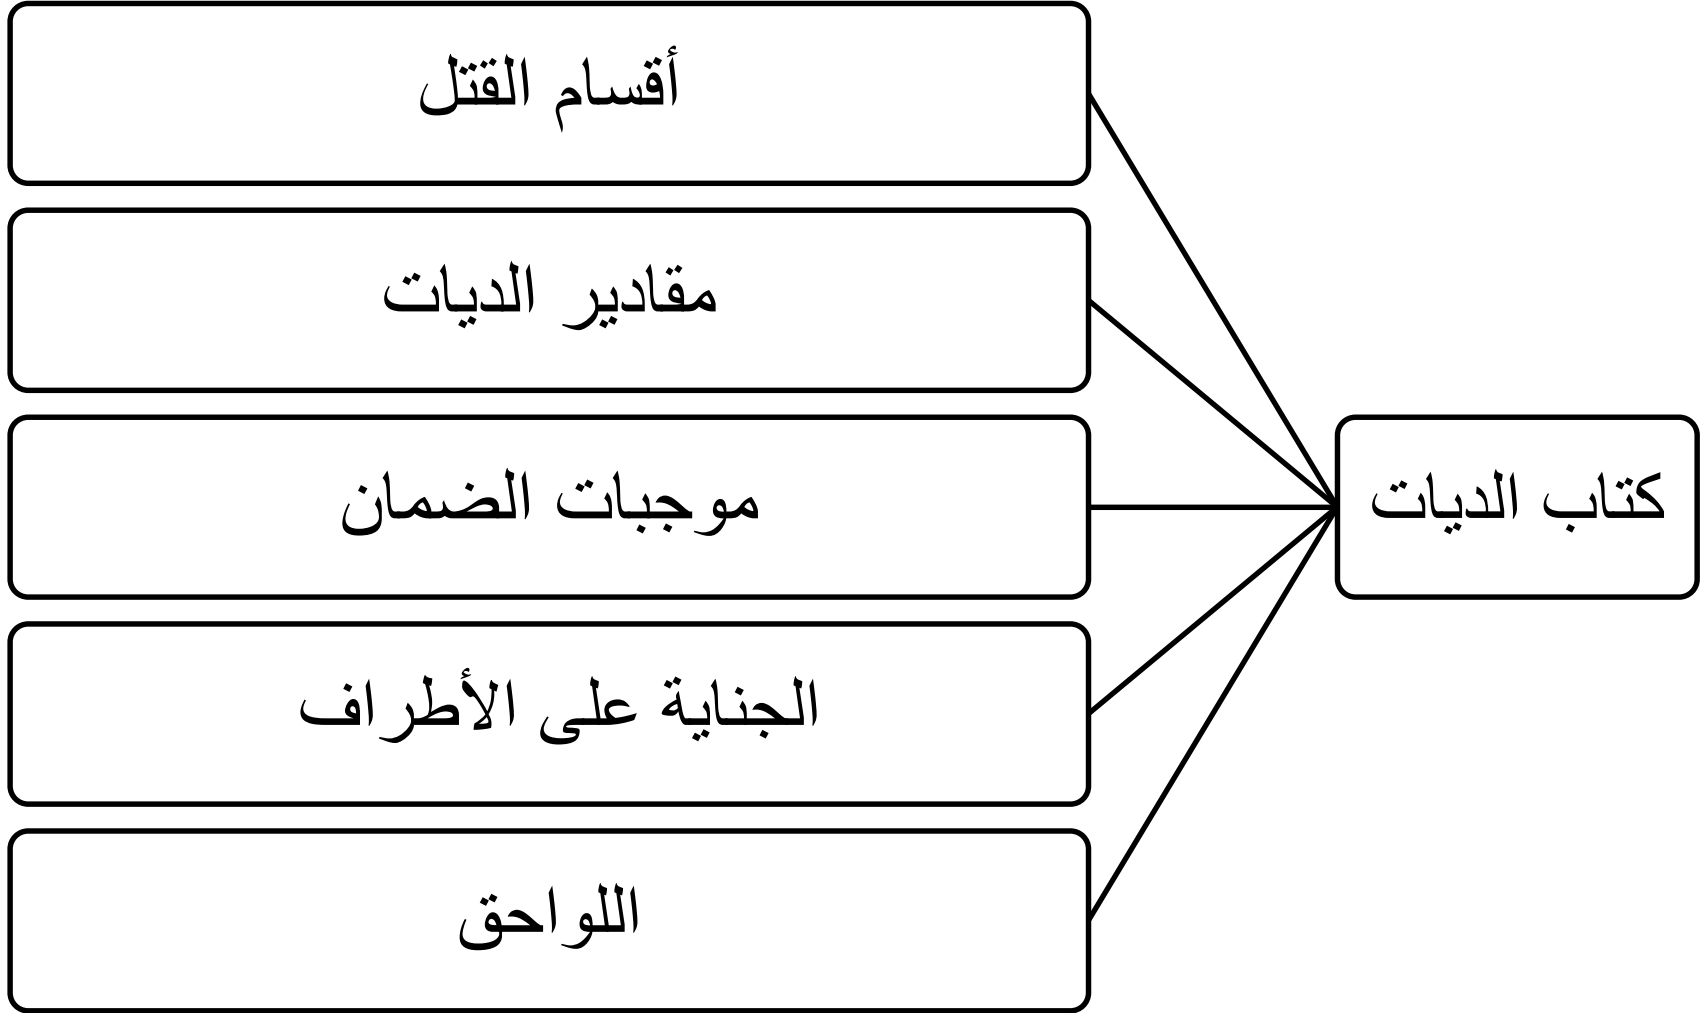 كتاب الديات
أقسام القتل
مقادير الديات
موجبات الضمان
الجناية على الأطراف
اللواحق